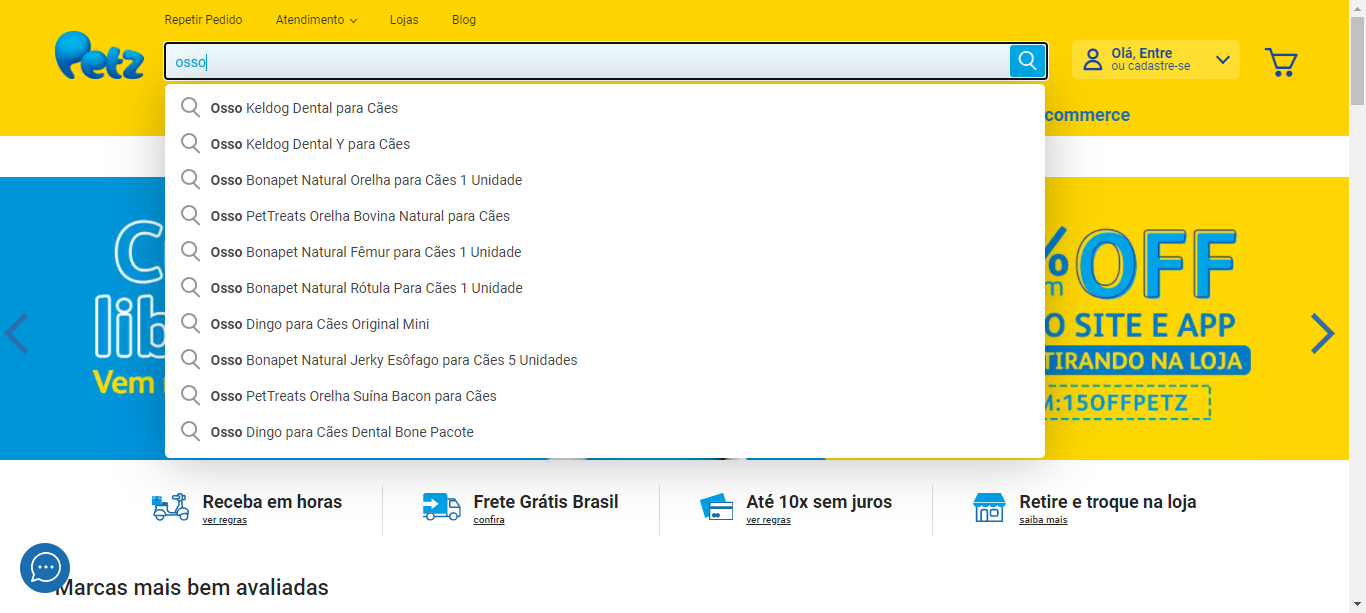 Repetir Pedido Atendimento Lojas Blog
Petz
osso
Olá, Entre
ou cadastre-se
commerce
Osso Keldog Dental para Cães
Osso Keldog Dental Y para Cães
Osso Bonapet Natural Orelha para Cães 1 Unidade
Osso PetTreats Orelha Bovina Natural para Cães
Osso Bonapet Natural Fêmur para Cães 1 Unidade
Osso Bonapet Natural Rótula Para Cães 1 Unidade
Osso Dingo para Cães Original Mini
Osso Bonapet Natural Jerky Esôfago para Cães 5 Unidades
Osso PetTreats Orelha Suína Bacon para Cães
Osso Dingo para Cães Dental Bone Pacote
C
lib
Vem
% OFF
m
O SITE E APP
TIRANDO NA LOJA
M:15OFFPETZ
Receba em horas
ver regras
Frete Grátis Brasil
confira
Até 10x sem juros
ver regras
Retire e troque na loja
saiba mais
Marcas mais bem avaliadas